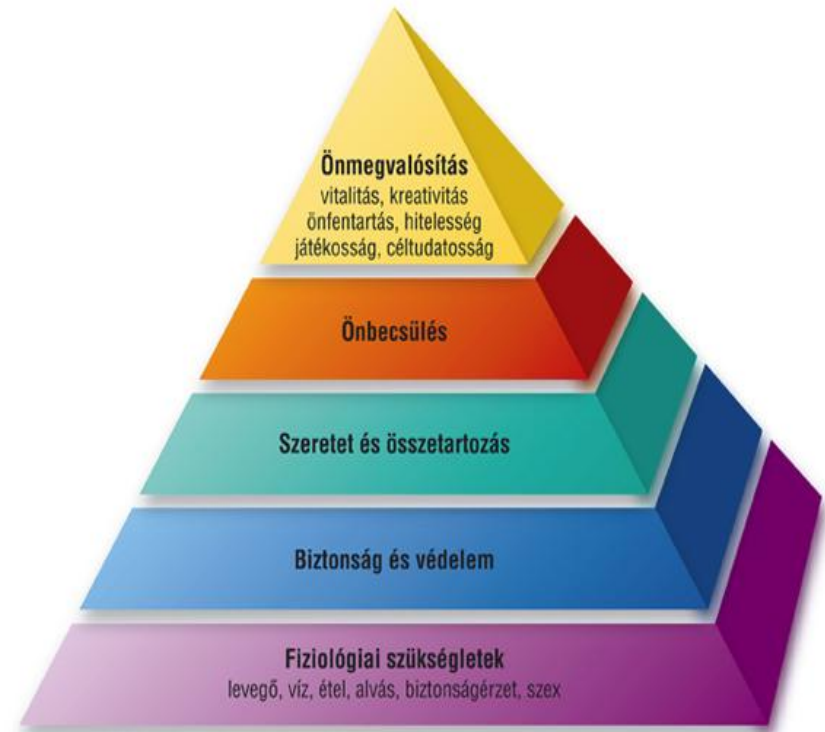 Önmegvalósítás
vitalitás, kreativitás
önfentartás, hitelesség
játékosság, céltudatosság
Önbecsülés
Szeretet és összetartozás
Biztonság és védelem
Fiziológiai szükségletek
levegő, víz, étel, alvás, biztonságérzet, szex